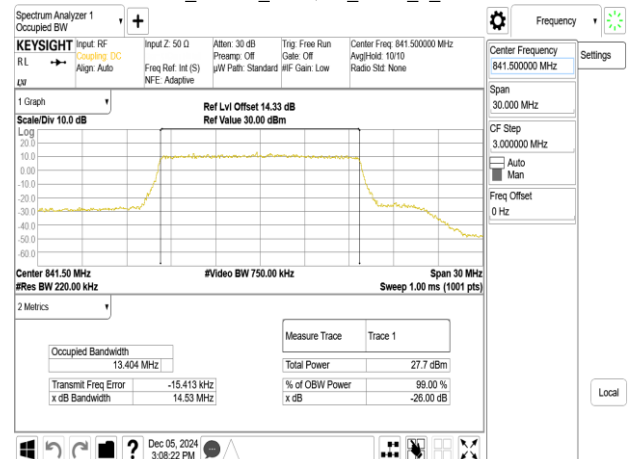 Spectrum Analyzer 1
Occupied BW
Frequency
KEYSIGHT
Input: RF
Input Z: 50 Ω
Atten: 30 dB
Trig: Free Run
Center Freq: 841.500000 MHz
RL
Coupling: DC
Preamp: Off
Gate: Off
Avg|Hold: 10/10
Align: Auto
Freq Ref: Int (S)
µW Path: Standard
#IF Gain: Low
Radio Std: None
NFE: Adaptive
Center Frequency
841.500000 MHz
Settings
Span
30.000 MHz
CF Step
3.000000 MHz
Auto
Man
Freq Offset
0 Hz
Local
1 Graph
Ref Lvl Offset 14.33 dB
Scale/Div 10.0 dB
Ref Value 30.00 dBm
Log
20.0
10.0
0.00
-10.0
-20.0
-30.0
-40.0
-50.0
-60.0
Center 841.50 MHz
#Video BW 750.00 kHz
Span 30 MHz
#Res BW 220.00 kHz
Sweep 1.00 ms (1001 pts)
2 Metrics
Measure Trace
Trace 1
Occupied Bandwidth
13.404 MHz
Total Power
27.7 dBm
Transmit Freq Error
-15.413 kHz
% of OBW Power
99.00 %
x dB Bandwidth
14.53 MHz
x dB
-26.00 dB
?
Dec 05, 2024
3:08:22 PM